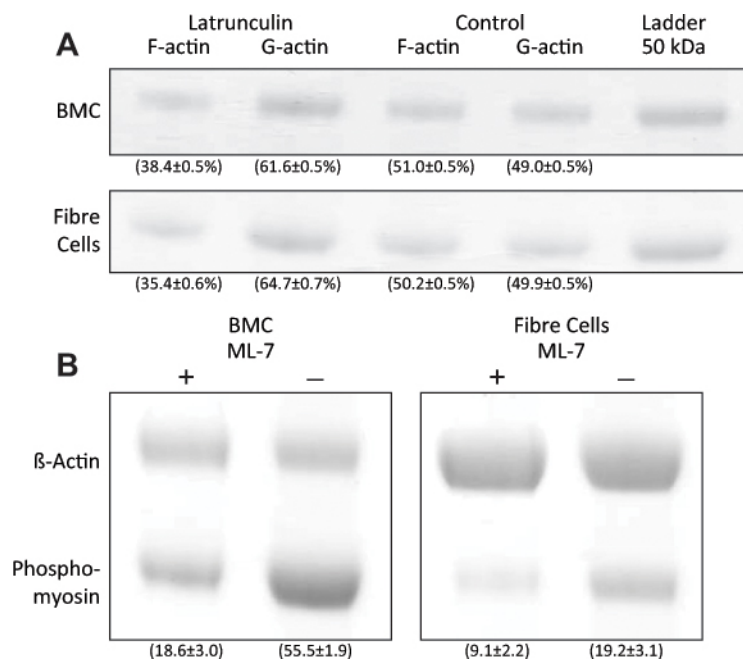 A
Latrunculin Control Ladder
F-actin G-actin F-actin G-actin 50 kDa
BMC
(38.4±0.5%) (61.6±0.5%) (51.0±0.5%) (49.0±0.5%)
Fibre
Cells
(35.4±0.6%) (64.7±0.7%) (50.2±0.5%) (49.9±0.5%)
B
BMC Fibre Cells
ML-7 ML-7
+ — + —
ß-Actin
Phospho-
myosin
(18.6±3.0) (55.5±1.9) (9.1±2.2) (19.2±3.1)